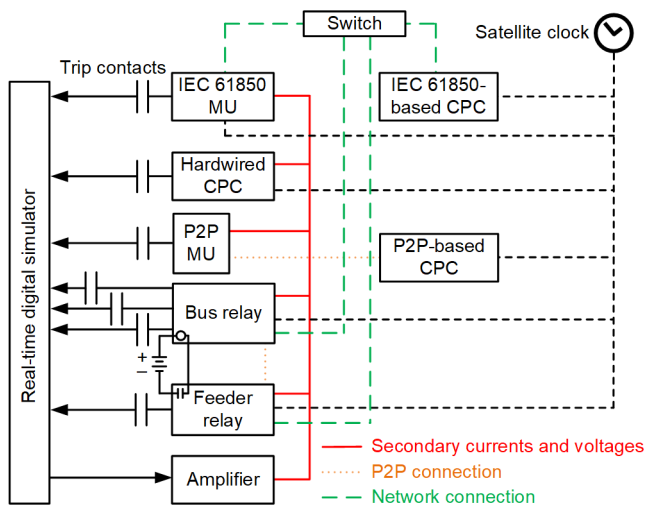 Switch
Satellite clock
Trip contacts
IEC 61850
MU
IEC 61850-
based CPC
Hardwired
CPC
P2P
MU
P2P-based
CPC
Real-time digital simulator
Bus relay
+
–
Feeder
relay
Amplifier
Secondary currents and voltages
P2P connection
Network connection